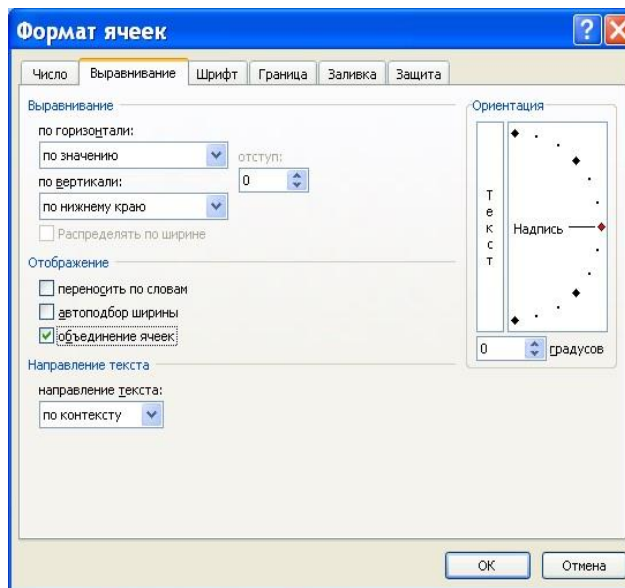 Формат ячеек
Число Выравнивание Шрифт Граница Заливка Защита
Выравнивание
по горизонтали:
по значению
отступ:
по вертикали:
0
по нижнему краю
Распределять по ширине
Отображение
переносить по словам
автоподбор ширины
объединение ячеек
Направление текста
направление текста:
по контексту
Ориентация
Текст
Надпись
0 градусов
ОК Отмена